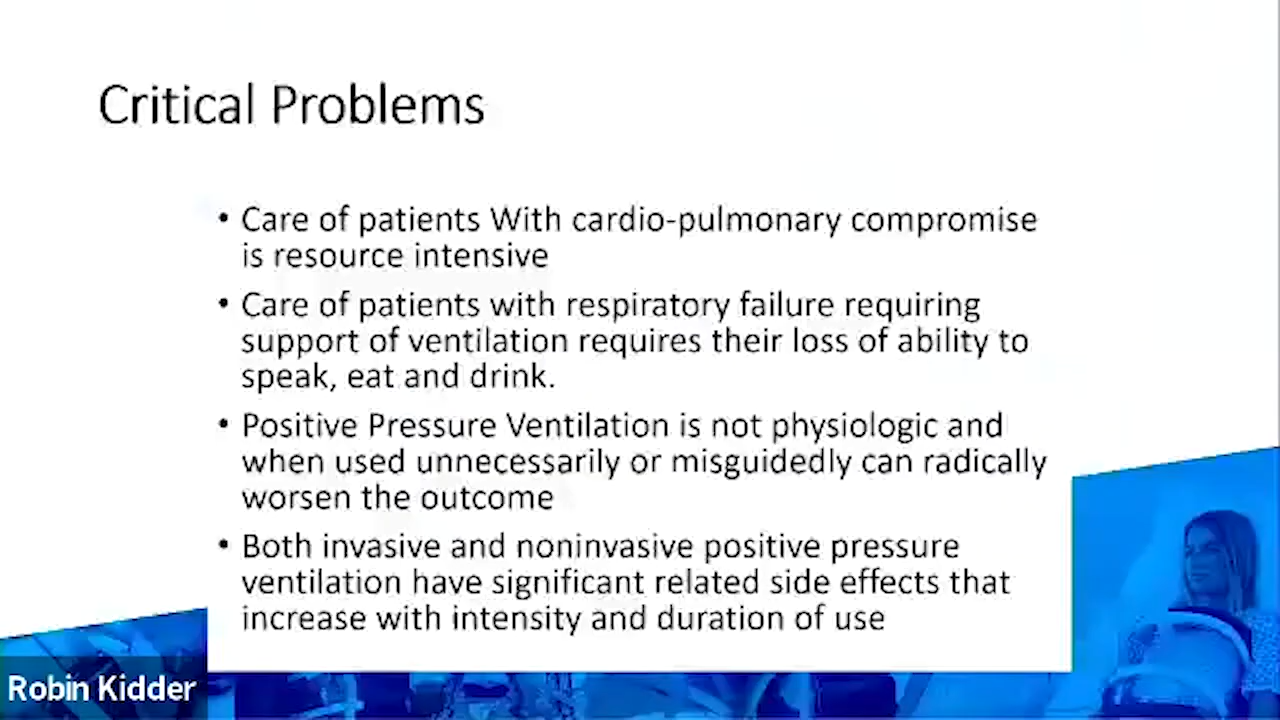 Critical Problems
• Care of patients With cardio-pulmonary compromise
is resource intensive
• Care of patients with respiratory failure requiring
support of ventilation requires their loss of ability to
speak, eat and drink.
• Positive Pressure Ventilation is not physiologic and
when used unnecessarily or misguidedly can radically
worsen the outcome
• Both invasive and noninvasive positive pressure
ventilation have significant related side effects that
increase with intensity and duration of use
Robin Kidder